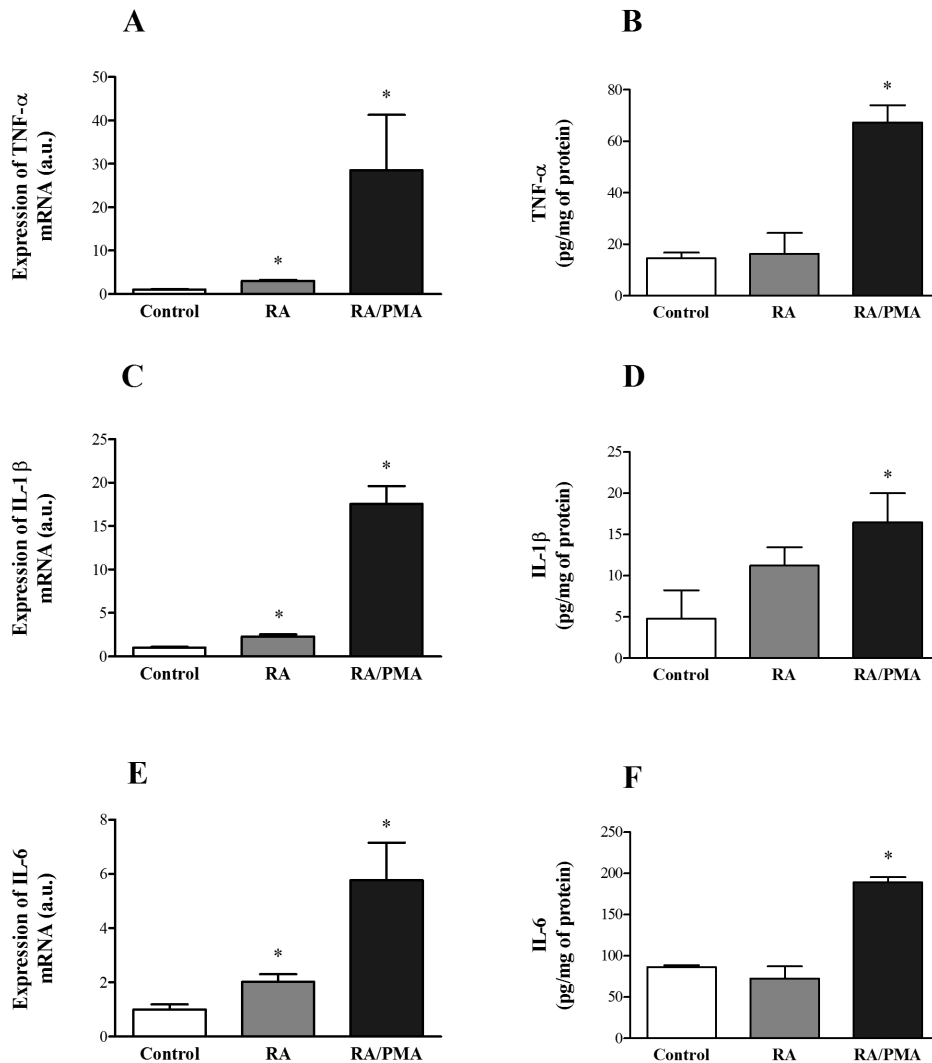 A
Expression of TNF-α
mRNA (a.u.)
50
40
30
20
10
0
*
*
Control
RA
RA/PMA
B
TNF-α
(pg/mg of protein)
80
60
40
20
0
*
Control
RA
RA/PMA
C
Expression of IL-1β
mRNA (a.u.)
25
20
15
10
5
0
*
*
Control
RA
RA/PMA
D
IL-1β
(pg/mg of protein)
25
20
15
10
5
0
*
Control
RA
RA/PMA
E
Expression of IL-6
mRNA (a.u.)
8
6
4
2
0
*
*
Control
RA
RA/PMA
F
IL-6
(pg/mg of protein)
250
200
150
100
50
0
*
Control
RA
RA/PMA